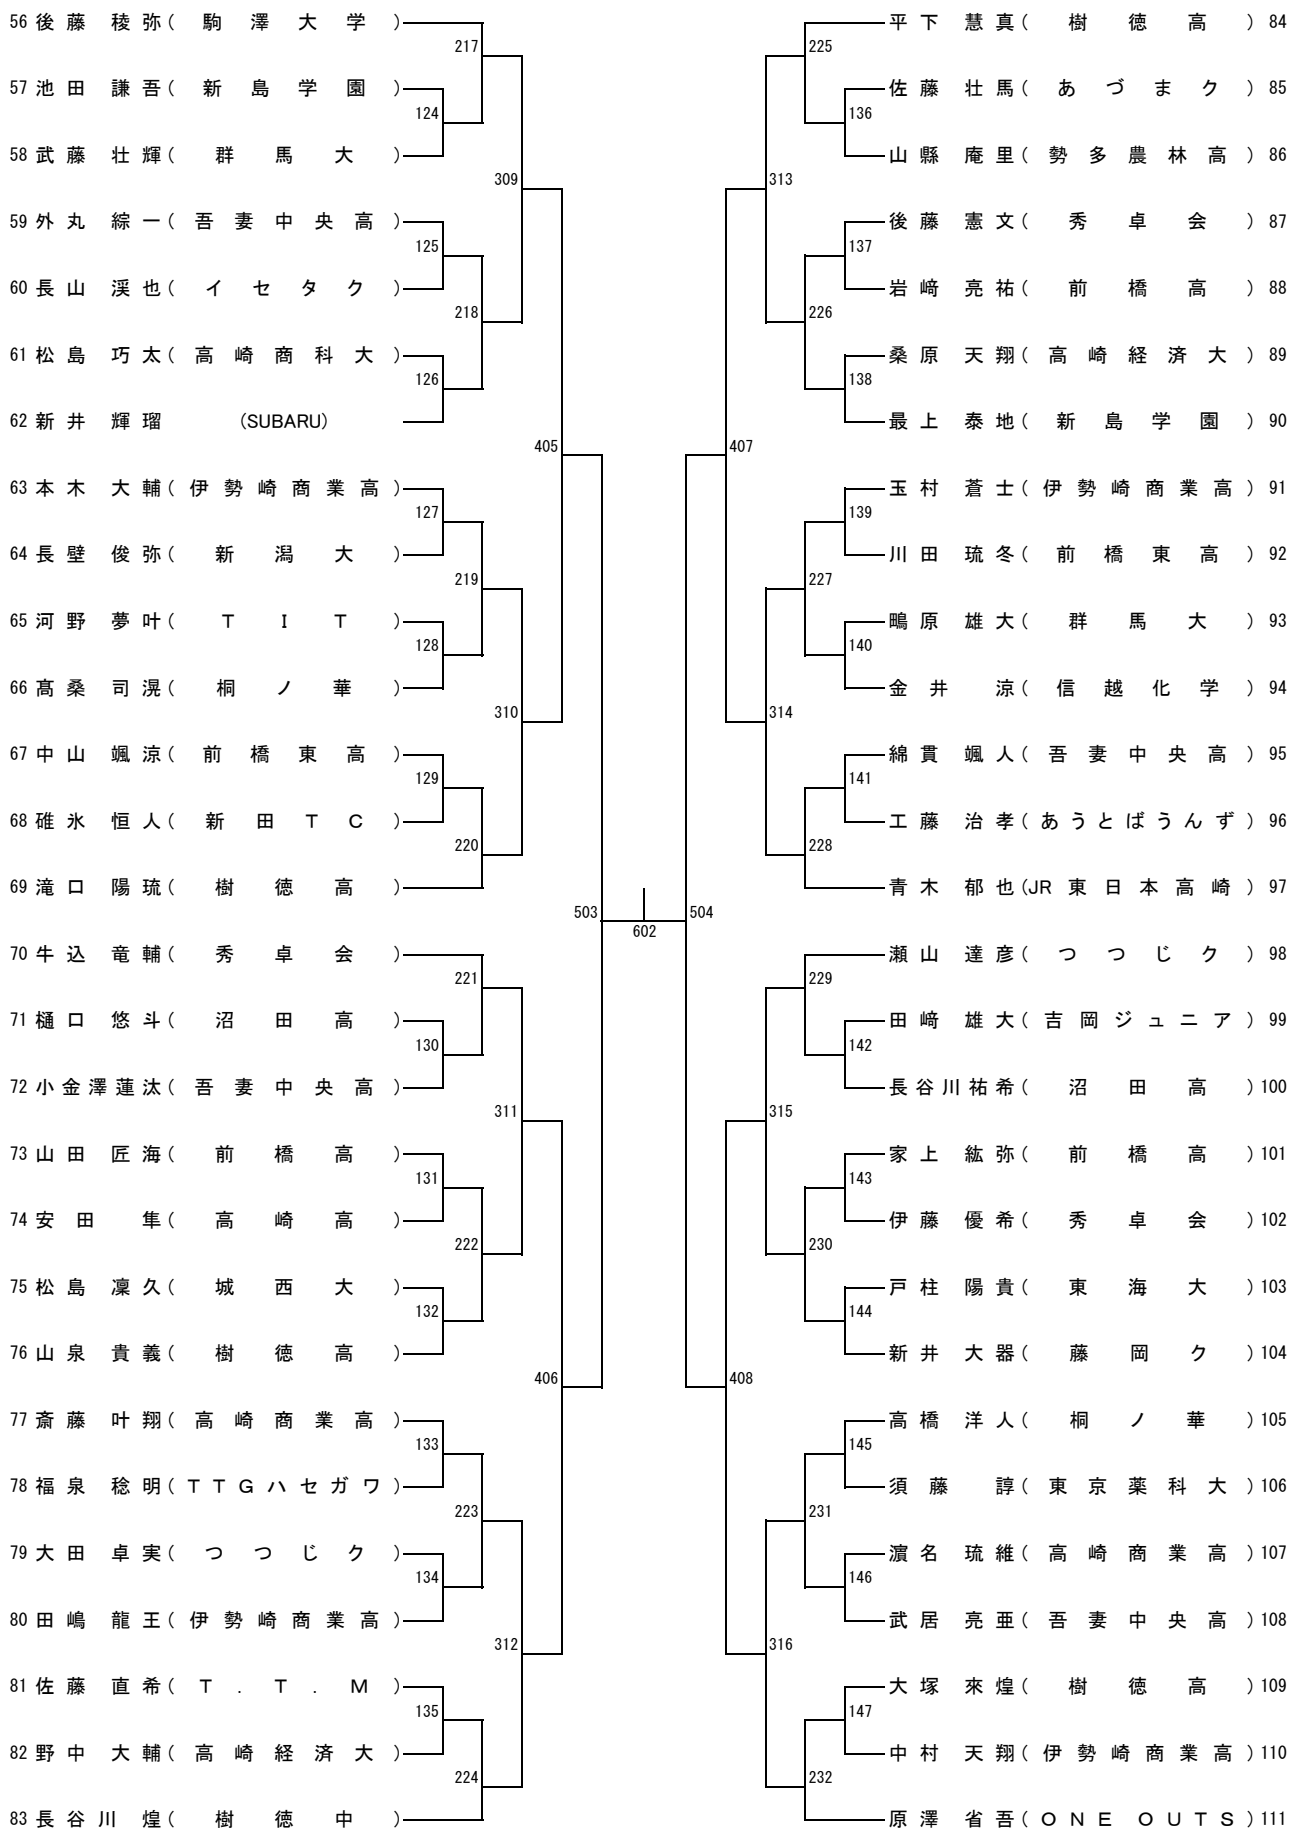 56 後藤 稜弥 (駒澤大学)
217
57 池田 謙吾 (新島学園)
124
58 武藤 壮輝 (群馬大)
309
59 外丸 綜一 (吾妻中央高)
125
60 長山 渓也 (イセタク)
218
61 松島 巧太 (高崎商科大)
126
62 新井 輝瑠 (SUBARU)
405
63 本木 大輔 (伊勢崎商業高)
127
64 長壁 俊弥 (新潟大)
219
65 河野 夢叶 (TIT)
128
66 髙桑 司滉 (桐ノ華)
310
67 中山 颯涼 (前橋東高)
129
68 碓氷 恒人 (新田TC)
220
69 滝口 陽琉 (樹徳高)
503
70 牛込 竜輔 (秀卓会)
221
71 樋口 悠斗 (沼田高)
130
72 小金澤蓮汰 (吾妻中央高)
311
73 山田 匠海 (前橋高)
131
74 安田 隼 (高崎高)
222
75 松島 凜久 (城西大)
132
76 山泉 貴義 (樹徳高)
406
77 斎藤 叶翔 (高崎商業高)
133
78 福泉 稔明 (TTGハセガワ)
223
79 大田 卓実 (つつじク)
134
80 田嶋 龍王 (伊勢崎商業高)
312
81 佐藤 直希 (T.T.M)
135
82 野中 大輔 (高崎経済大)
224
83 長谷川 煌 (樹徳中)
602
平下 慧真 (樹徳高) 84
225
佐藤 壮馬 (あづまク) 85
136
山縣 庵里 (勢多農林高) 86
313
後藤 憲文 (秀卓会) 87
137
岩﨑 亮祐 (前橋高) 88
226
桑原 天翔 (高崎経済大) 89
138
最上 泰地 (新島学園) 90
407
玉村 蒼士 (伊勢崎商業高) 91
139
川田 琉冬 (前橋東高) 92
227
鴫原 雄大 (群馬大) 93
140
金井 涼 (信越化学) 94
314
綿貫 颯人 (吾妻中央高) 95
141
工藤 治孝 (あうとばうんず) 96
228
青木 郁也 (JR東日本高崎) 97
504
瀬山 達彦 (つつじク) 98
229
田﨑 雄大 (吉岡ジュニア) 99
142
長谷川祐希 (沼田高) 100
315
家上 紘弥 (前橋高) 101
143
伊藤 優希 (秀卓会) 102
230
戸柱 陽貴 (東海大) 103
144
新井 大器 (藤岡ク) 104
408
高橋 洋人 (桐ノ華) 105
145
須藤 諄 (東京薬科大) 106
231
濵名 琉維 (高崎商業高) 107
146
武居 亮亜 (吾妻中央高) 108
316
大塚 來煌 (樹徳高) 109
147
中村 天翔 (伊勢崎商業高) 110
232
原澤 省吾 (ONE OUTS) 111